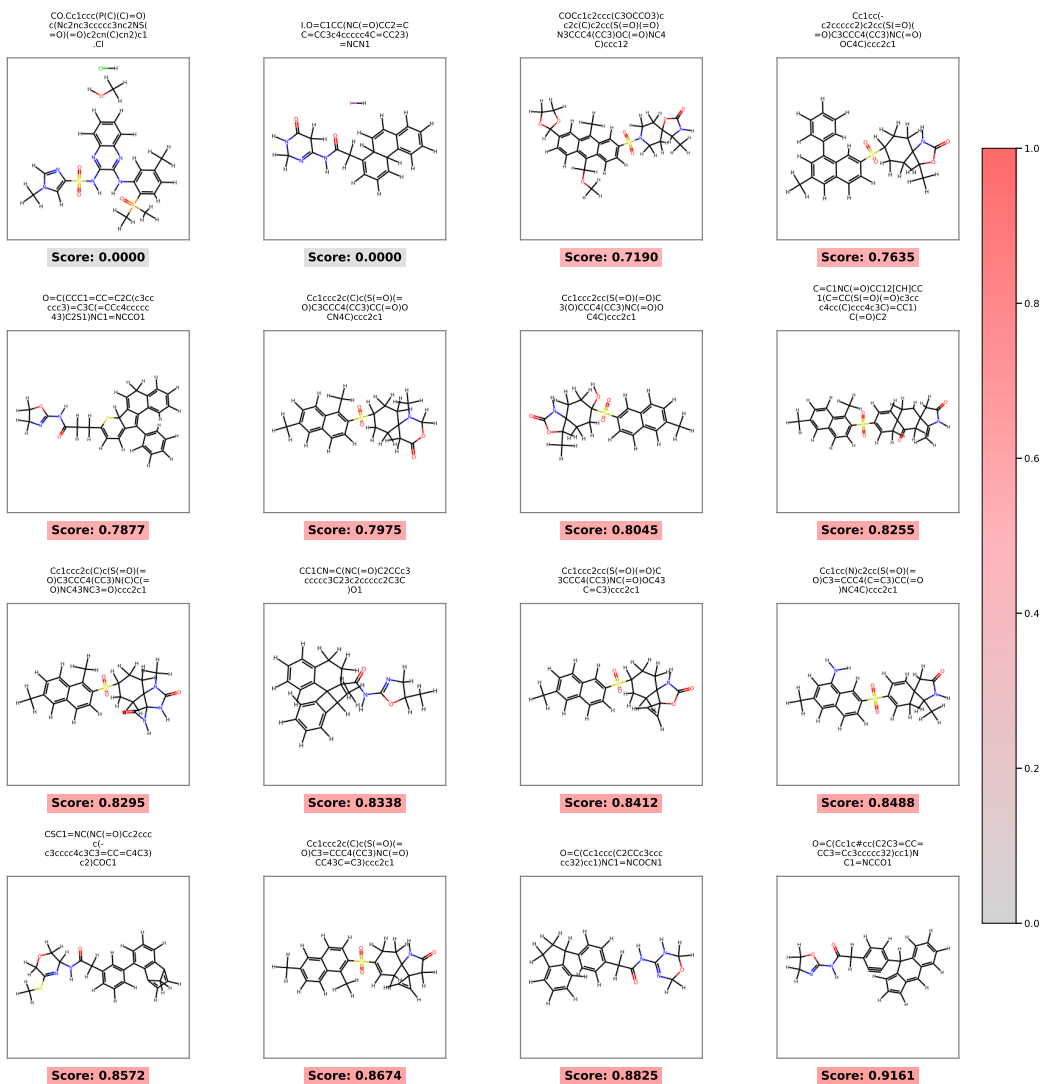 CO.Cc1ccc(P(C)(C)=O)
c(Nc2nc3ccccc3nc2NS(
=O)(=O)c2cn(C)cn2)c1
.Cl
Score: 0.0000
I.O=C1CC(NC(=O)CC2=C
C=CC3c4ccccc4C=CC23)
=NCN1
Score: 0.0000
COCc1c2ccc(C3OCCO3)c
c2c(C)c2cc(S(=O)(=O)
N3CCC4(CC3)OC(=O)NC4
C)ccc12
Score: 0.7190
Cc1cc(-
c2ccccc2)c2cc(S(=O)(
=O)C3CCC4(CC3)NC(=O)
OC4C)ccc2c1
Score: 0.7635
O=C(CCC1=CC=C2C(c3cc
ccc3)=C3C(=CCc4ccccc
43)C2S1)NC1=NCCO1
Score: 0.7877
Cc1ccc2c(C)c(S(=O)(=
O)C3CCC4(CC3)CC(=O)O
CN4C)ccc2c1
Score: 0.7975
Cc1ccc2cc(S(=O)(=O)C
3(O)CCC4(CC3)NC(=O)O
C4C)ccc2c1
Score: 0.8045
C=C1NC(=O)CC12[CH]CC
1(C=CC(S(=O)(=O)c3cc
c4cc(C)ccc4c3C)=CC1)
C(=O)C2
Score: 0.8255
Cc1ccc2c(C)c(S(=O)(=
O)C3CCC4(CC3)N(C)C(=
O)NC43NC3=O)ccc2c1
Score: 0.8295
CC1CN=C(NC(=O)C2CCc3
ccccc3C23c2ccccc2C3C
)O1
Score: 0.8338
Cc1ccc2cc(S(=O)(=O)C
3CCC4(CC3)NC(=O)OC43
C=C3)ccc2c1
Score: 0.8412
Cc1cc(N)c2cc(S(=O)(=
O)C3=CCC4(C=C3)CC(=O
)NC4C)ccc2c1
Score: 0.8488
CSC1=NC(NC(=O)Cc2ccc
c(-
c3cccc4c3C3=CC=C4C3)
c2)COC1
Score: 0.8572
Cc1ccc2c(C)c(S(=O)(=
O)C3=CCC4(CC3)NC(=O)
CC43C=C3)ccc2c1
Score: 0.8674
O=C(Cc1ccc(C2CCc3ccc
cc32)cc1)NC1=NCOCN1
Score: 0.8825
O=C(Cc1c#cc(C2C3=CC=
CC3=Cc3ccccc32)cc1)N
C1=NCCO1
Score: 0.9161
1.0
0.8
0.6
0.4
0.2
0.0